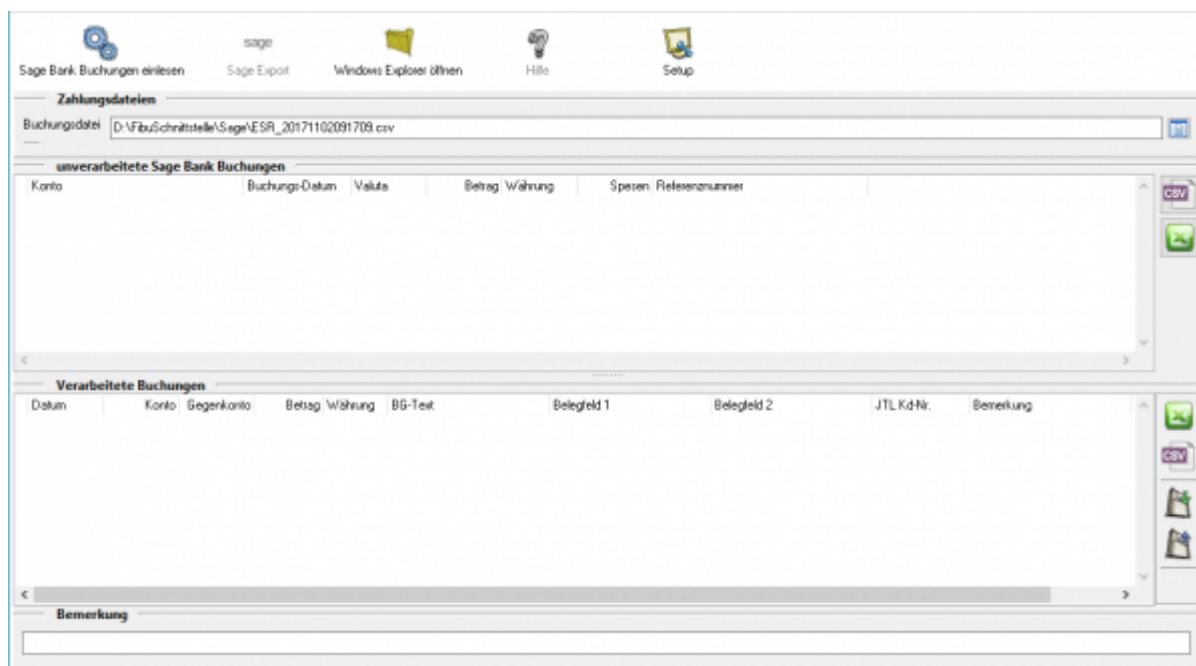 sage
Sage Bank Buchungen einlesen Sage Export Windows Explorer öffnen Hilfe Setup
Zahlungsdateien
Buchungsdatei D:\FibuSchnittstelle\Sage\ESR_20171102091709.csv
unverarbeitete Sage Bank Buchungen
Konto Buchungs-Datum Valuta Betrag Währung Spesen Referenznummer
CSV
Verarbeitete Buchungen
Datum Konto Gegenkonto Betrag Währung BG-Text Belegfeld 1 Belegfeld 2 JTL Kd-Nr. Bemerkung
CSV
Bemerkung